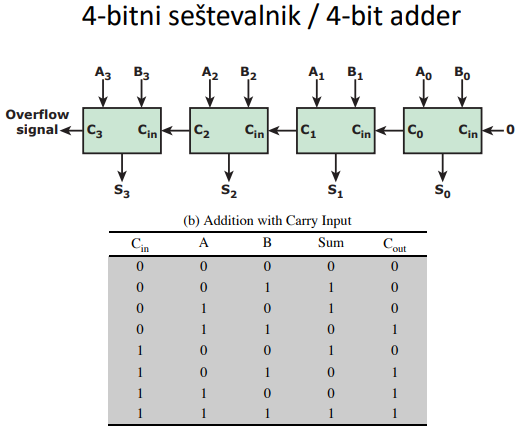 4-bitni seštevalnik / 4-bit adder
A3 B3 A2 B2 A1 B1 A0 B0
Overflow
signal C3 Cin C2 Cin C1 Cin C0 Cin 0
S3 S2 S1 S0
(b) Addition with Carry Input
Cin A B Sum Cout
0 0 0 0 0
0 0 1 1 0
0 1 0 1 0
0 1 1 0 1
1 0 0 1 0
1 0 1 0 1
1 1 0 0 1
1 1 1 1 1